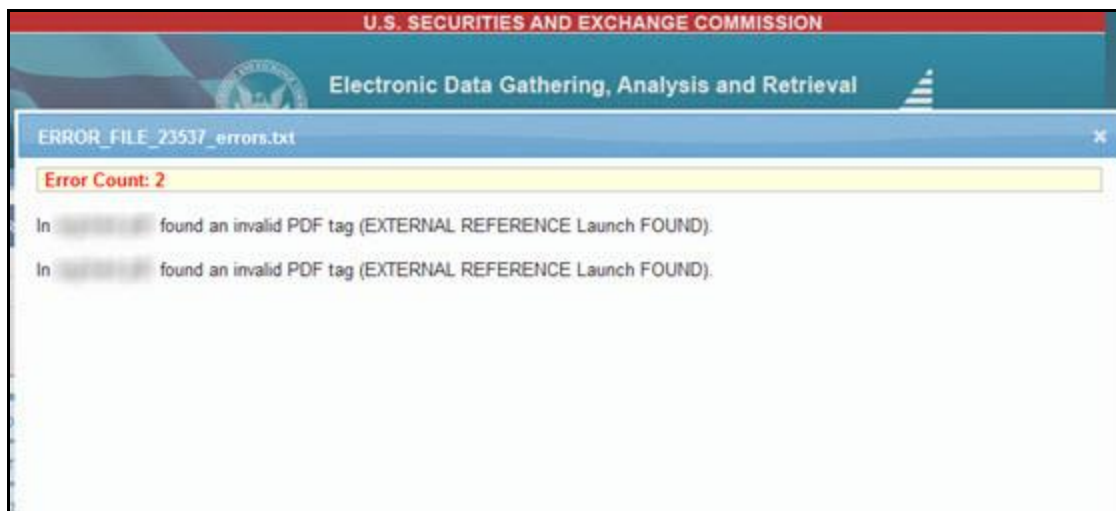 U.S. SECURITIES AND EXCHANGE COMMISSION
Electronic Data Gathering, Analysis and Retrieval
ERROR_FILE_23537_errors.txt
Error Count: 2
In found an invalid PDF tag (EXTERNAL REFERENCE Launch FOUND).
In found an invalid PDF tag (EXTERNAL REFERENCE Launch FOUND).